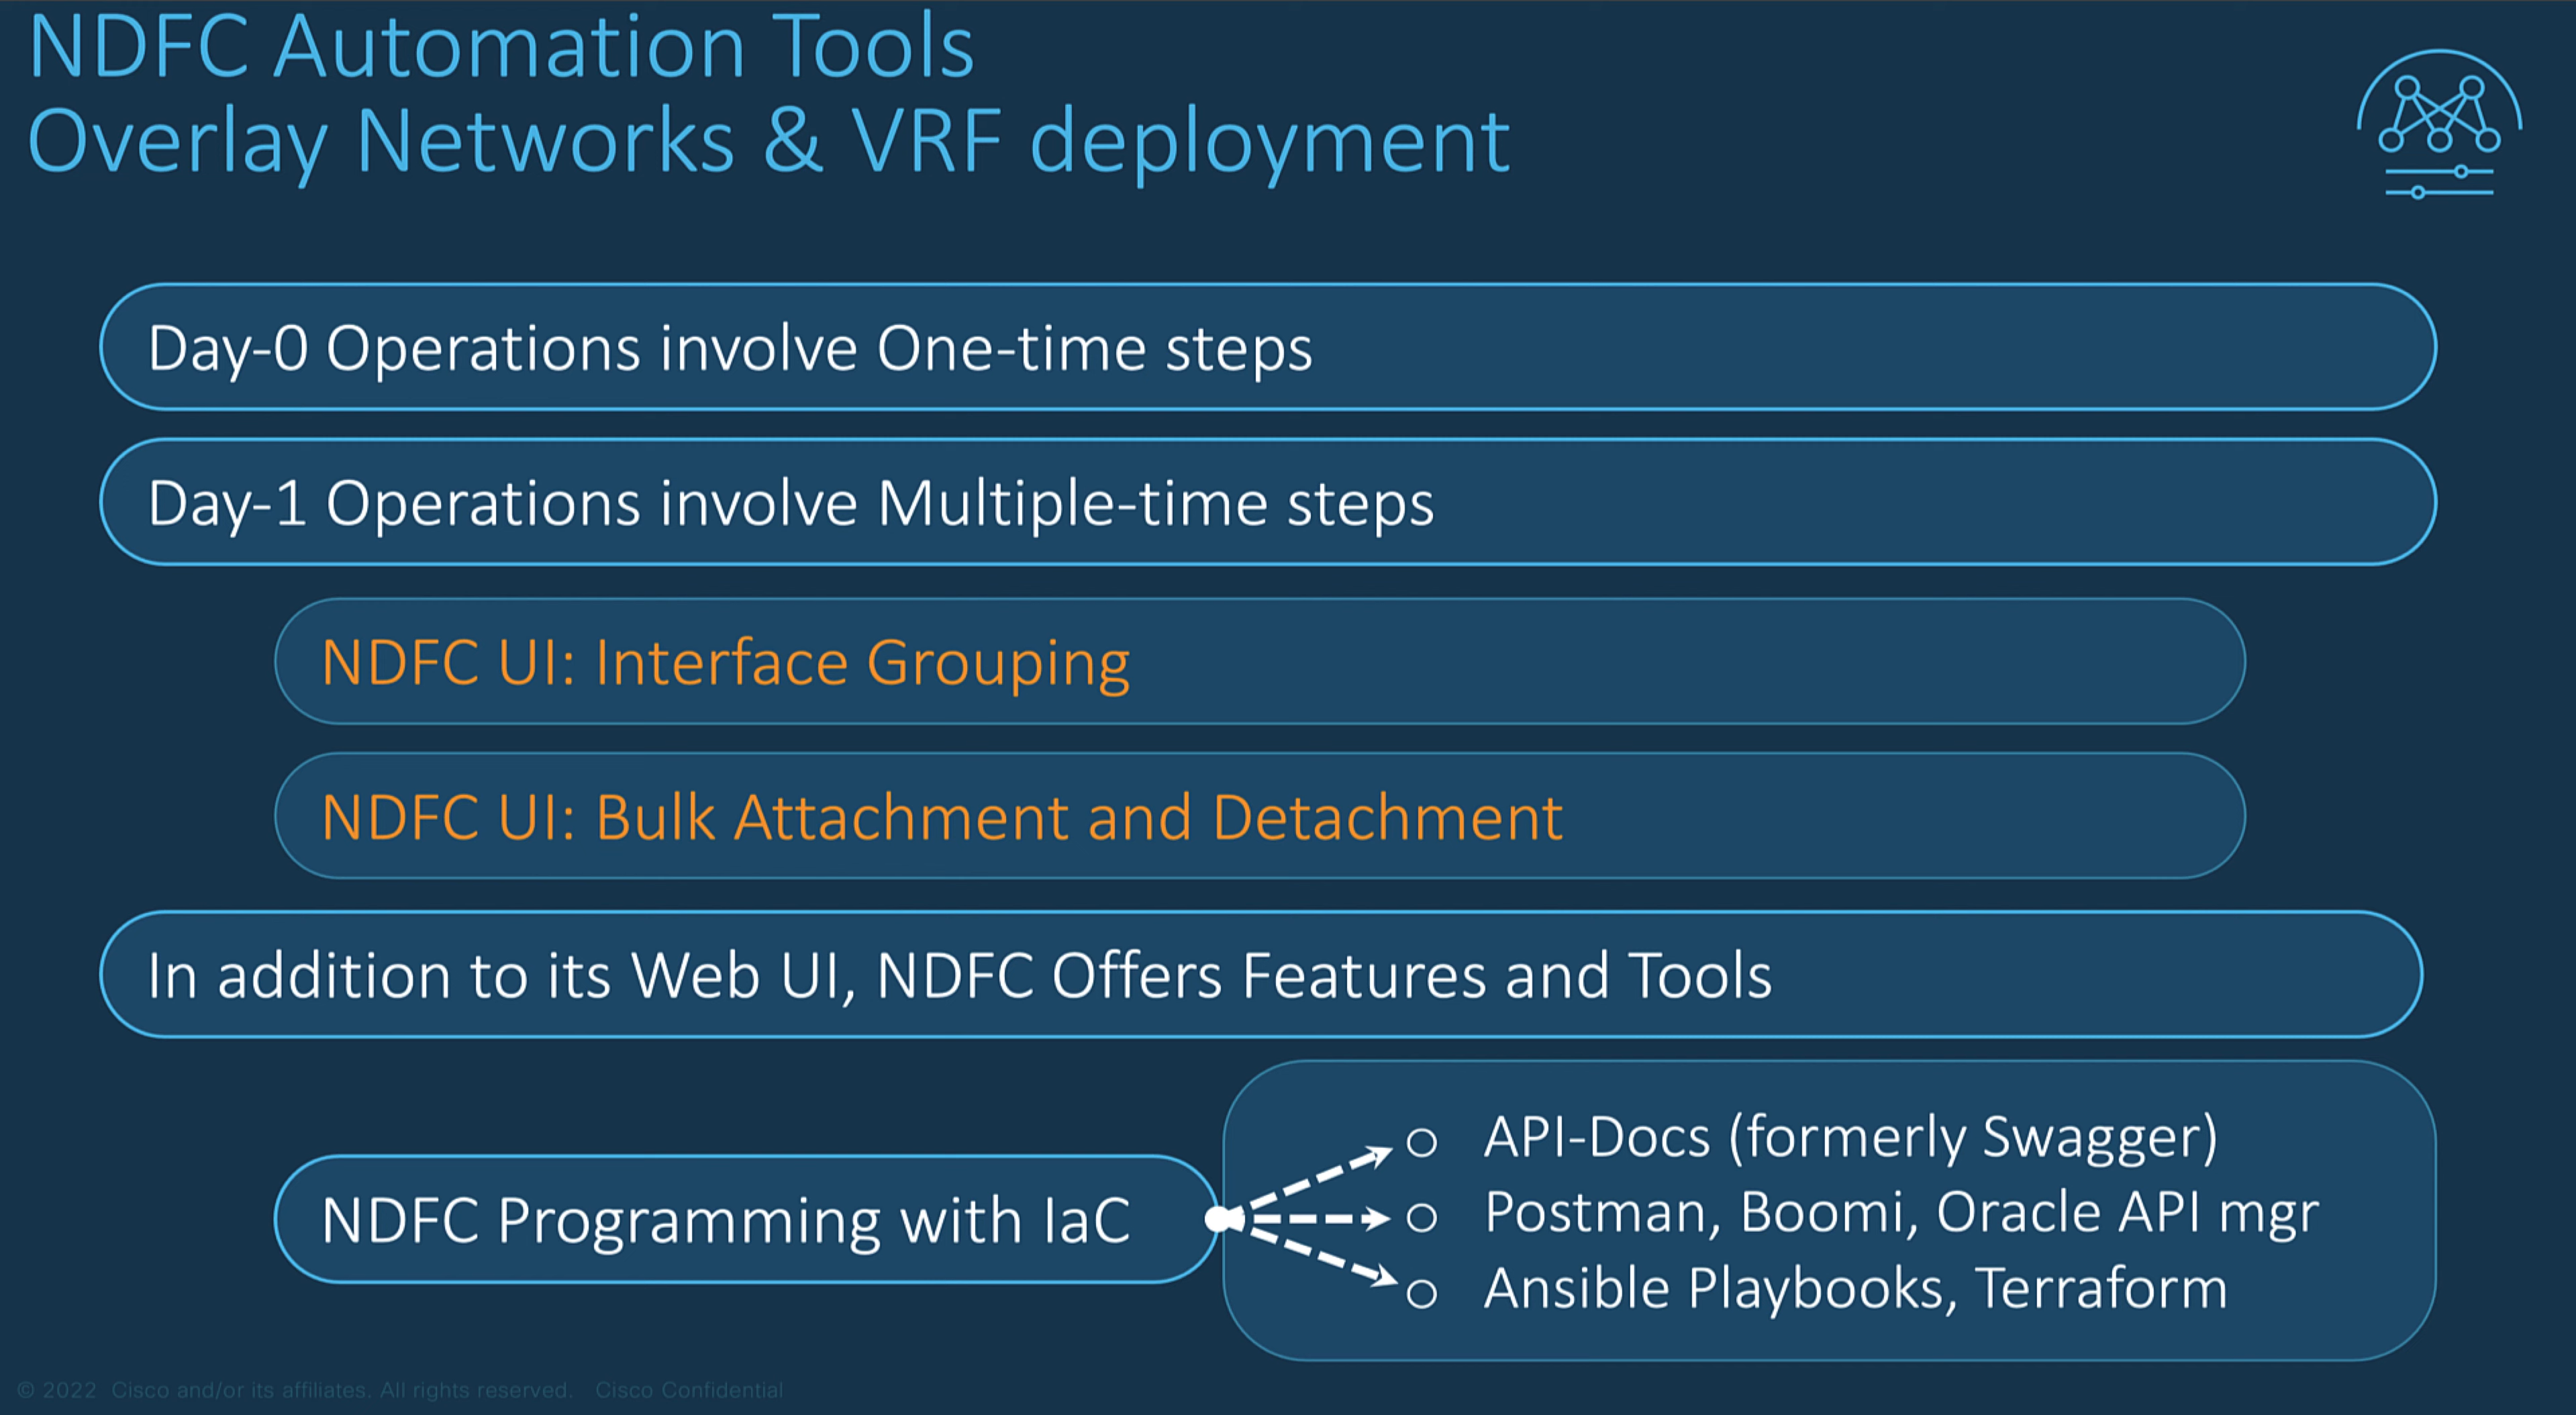 NDFC Automation Tools
Overlay Networks & VRF deployment
Day-0 Operations involve One-time steps
Day-1 Operations involve Multiple-time steps
NDFC UI: Interface Grouping
NDFC UI: Bulk Attachment and Detachment
In addition to its Web UI, NDFC Offers Features and Tools
NDFC Programming with IaC
API-Docs (formerly Swagger)
Postman, Boomi, Oracle API mgr
Ansible Playbooks, Terraform
© 2022 Cisco and/or its affiliates. All rights reserved. Cisco Confidential